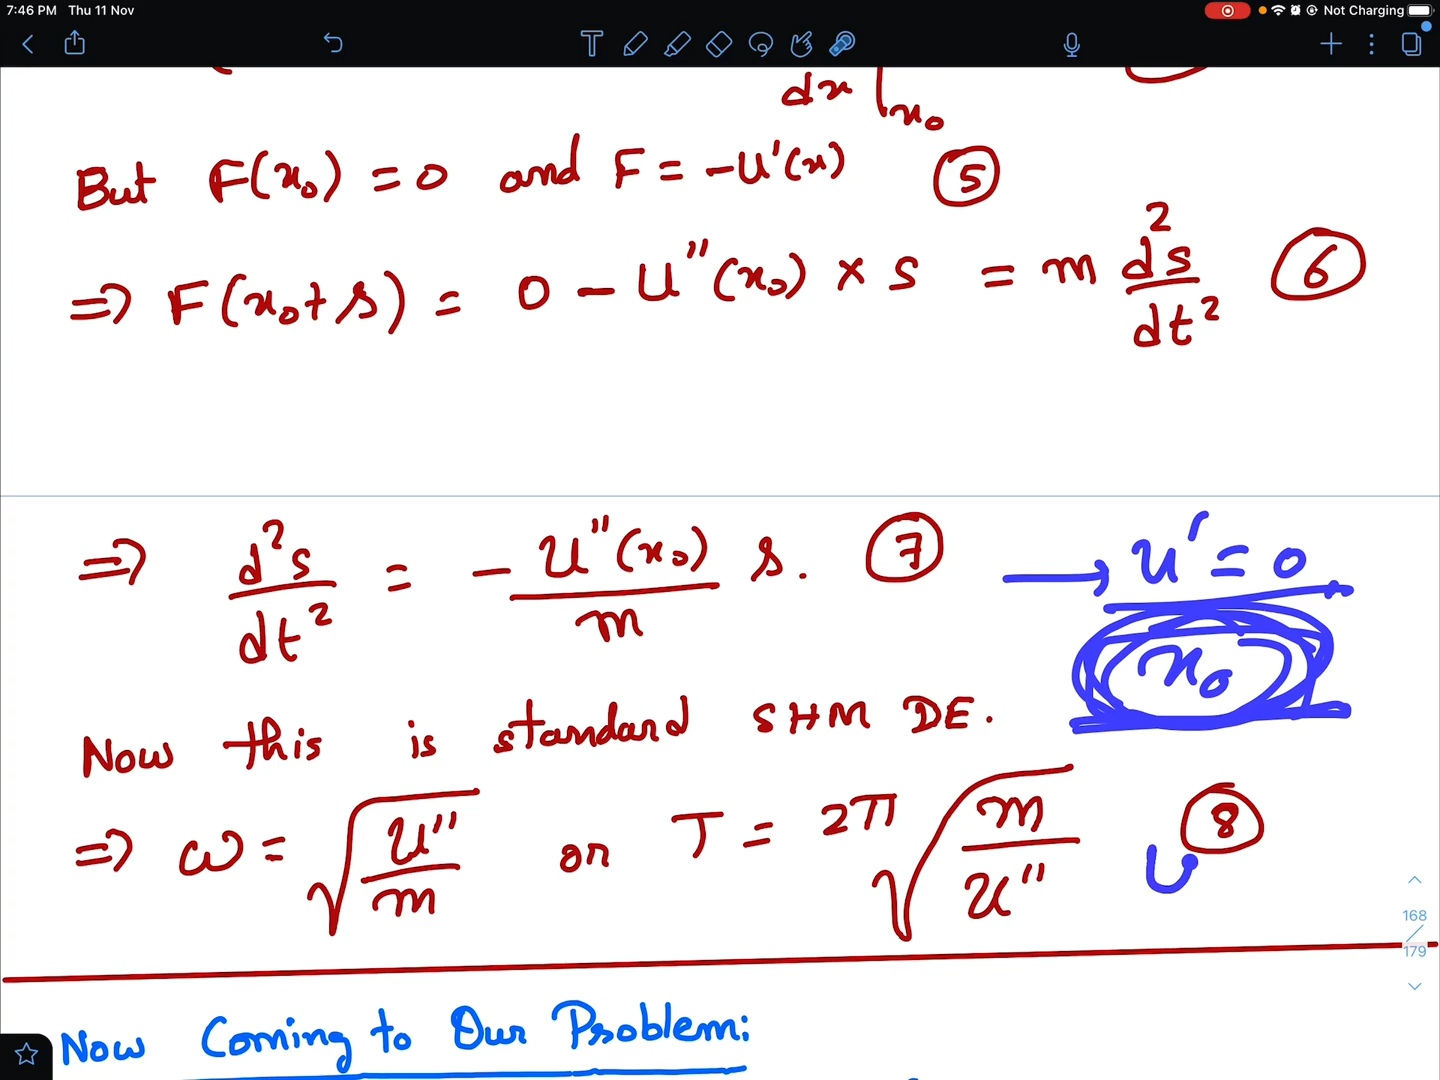 7:46 PM Thu 11 Nov
Not Charging
dx |x₀
But F(x₀) = 0 and F = -U'(x) ⑤
=> F(x₀+s) = 0 - U''(x₀) × s = m d²s/dt² ⑥
=> d²s/dt² = - U''(x₀)/m s. ⑦
→ U' = 0
x₀
Now this is standard SHM DE.
=> ω = √(U''/m) or T = 2π √(m/U'') ⑧
U
168/179
Now Coming to Our Problem: